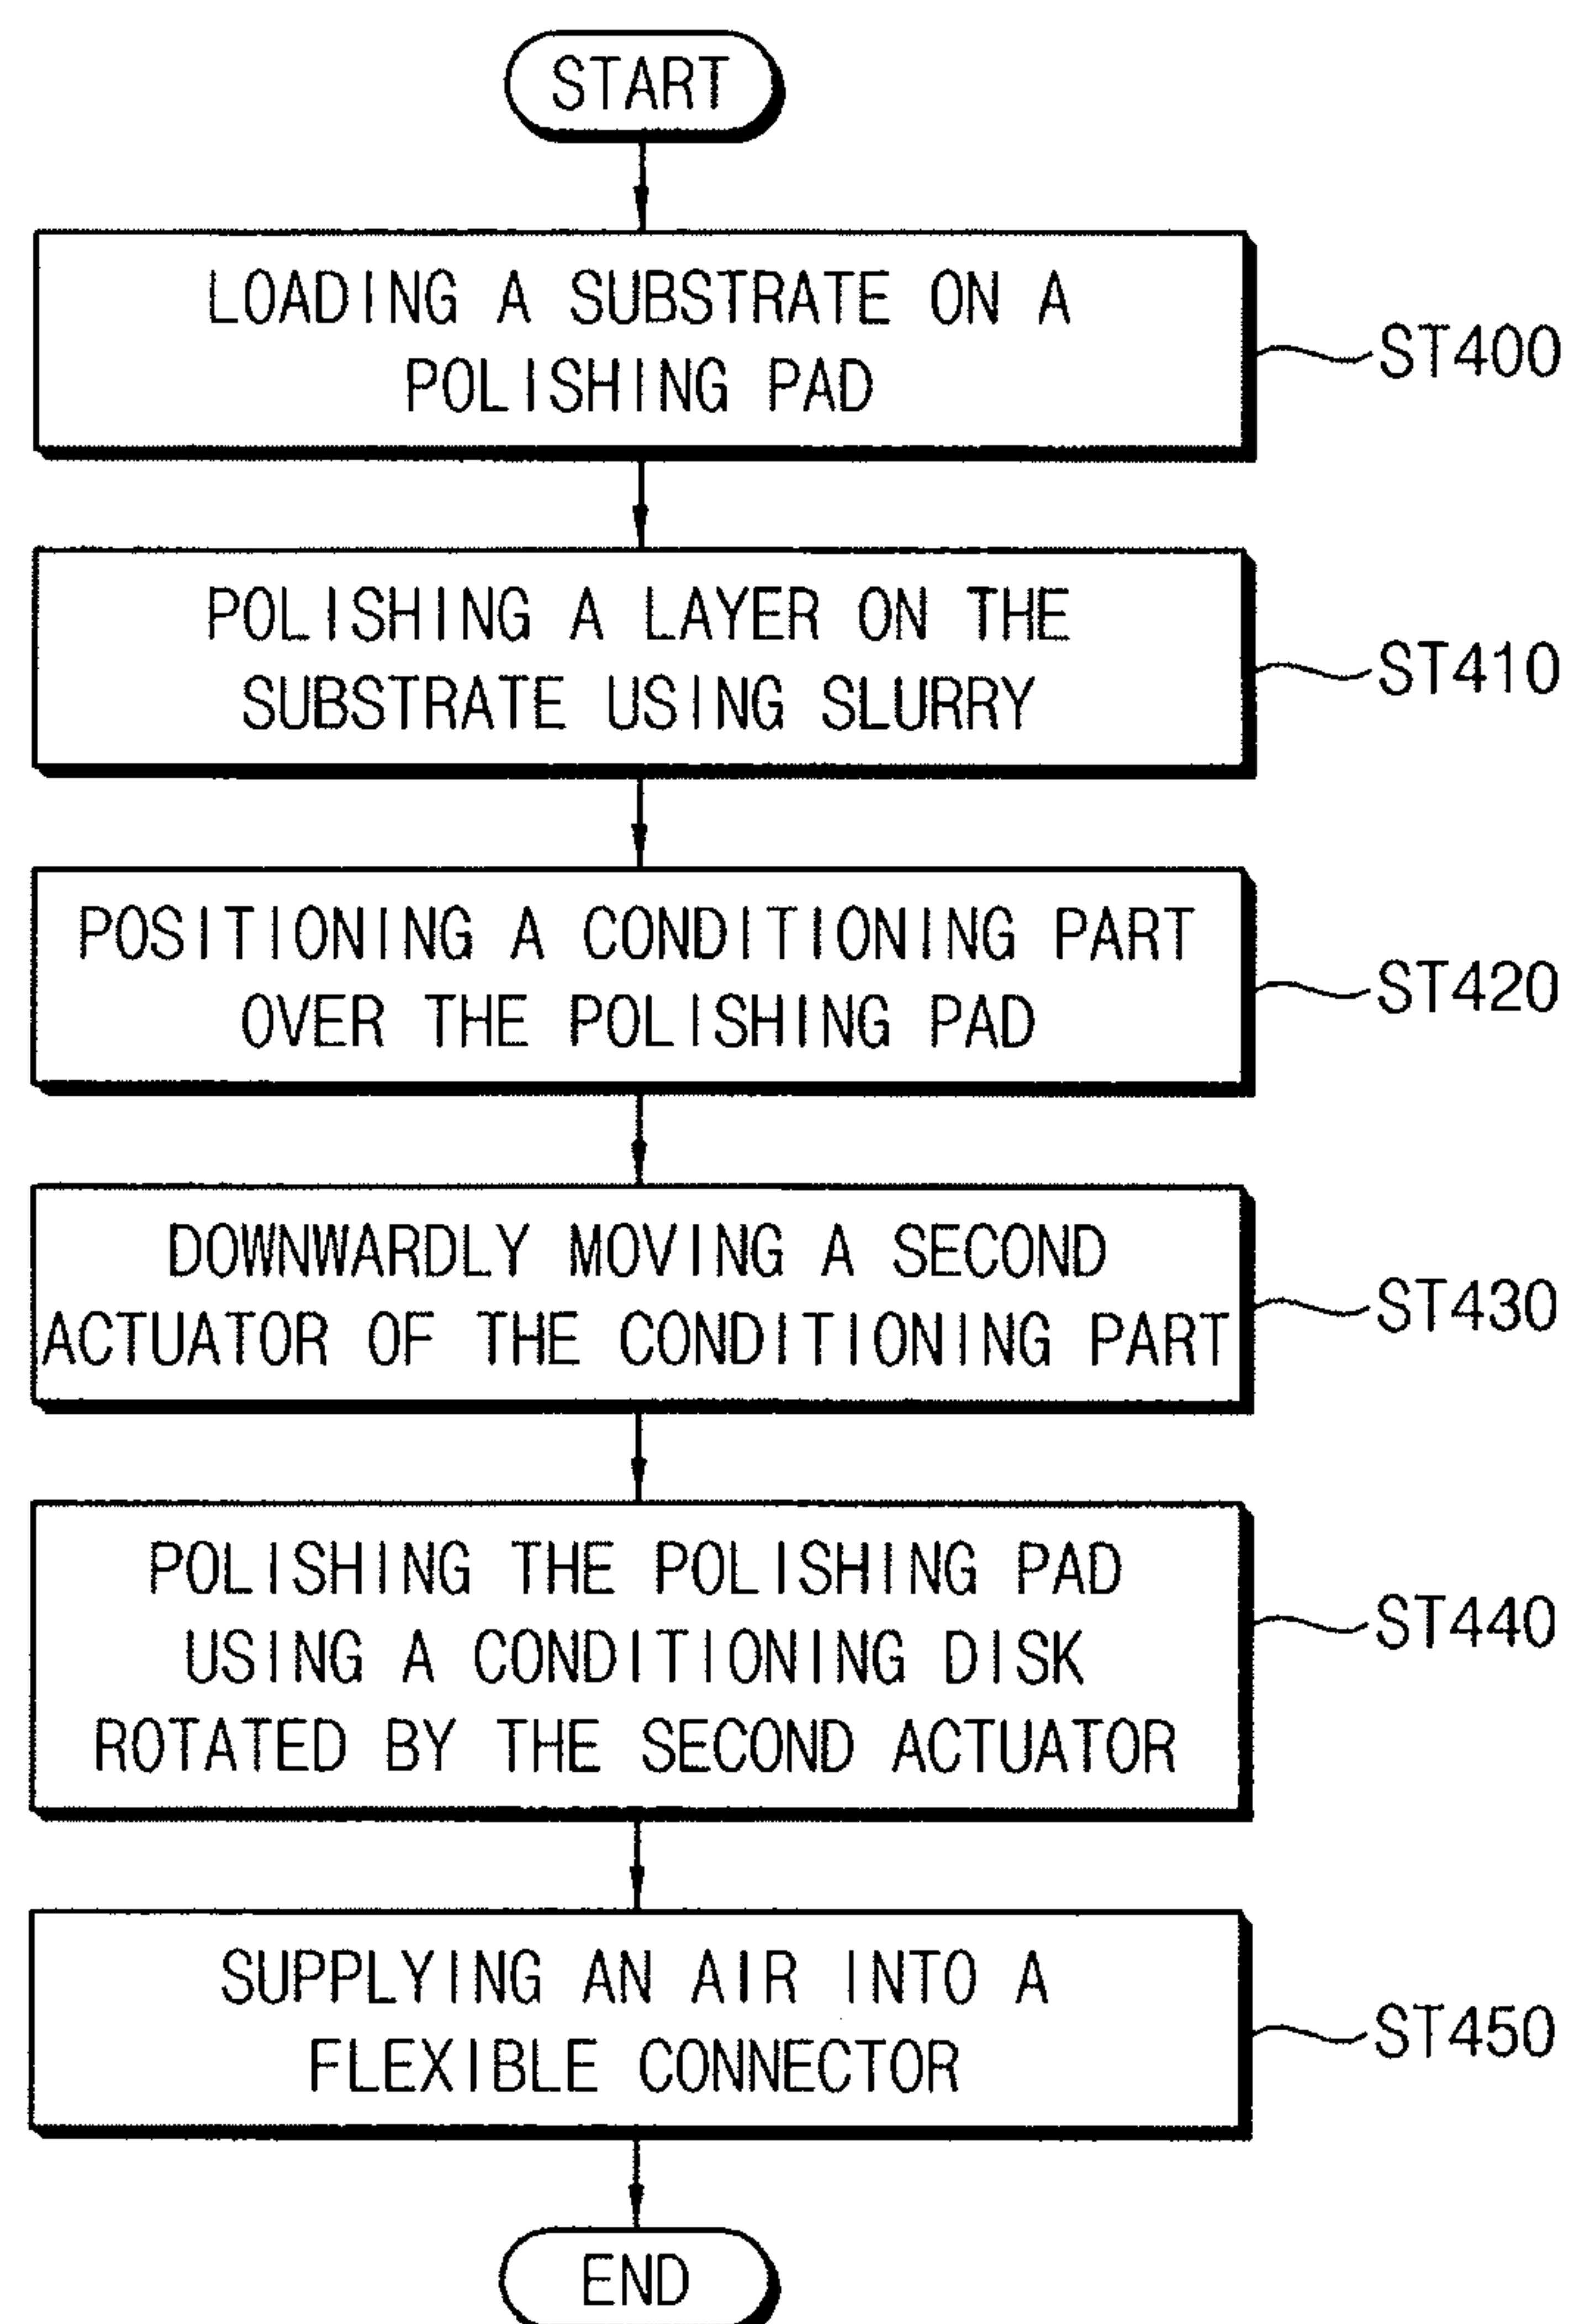 START
LOADING A SUBSTRATE ON A
POLISHING PAD
ST400
POLISHING A LAYER ON THE
SUBSTRATE USING SLURRY
ST410
POSITIONING A CONDITIONING PART
OVER THE POLISHING PAD
ST420
DOWNWARDLY MOVING A SECOND
ACTUATOR OF THE CONDITIONING PART
ST430
POLISHING THE POLISHING PAD
USING A CONDITIONING DISK
ROTATED BY THE SECOND ACTUATOR
ST440
SUPPLYING AN AIR INTO A
FLEXIBLE CONNECTOR
ST450
END